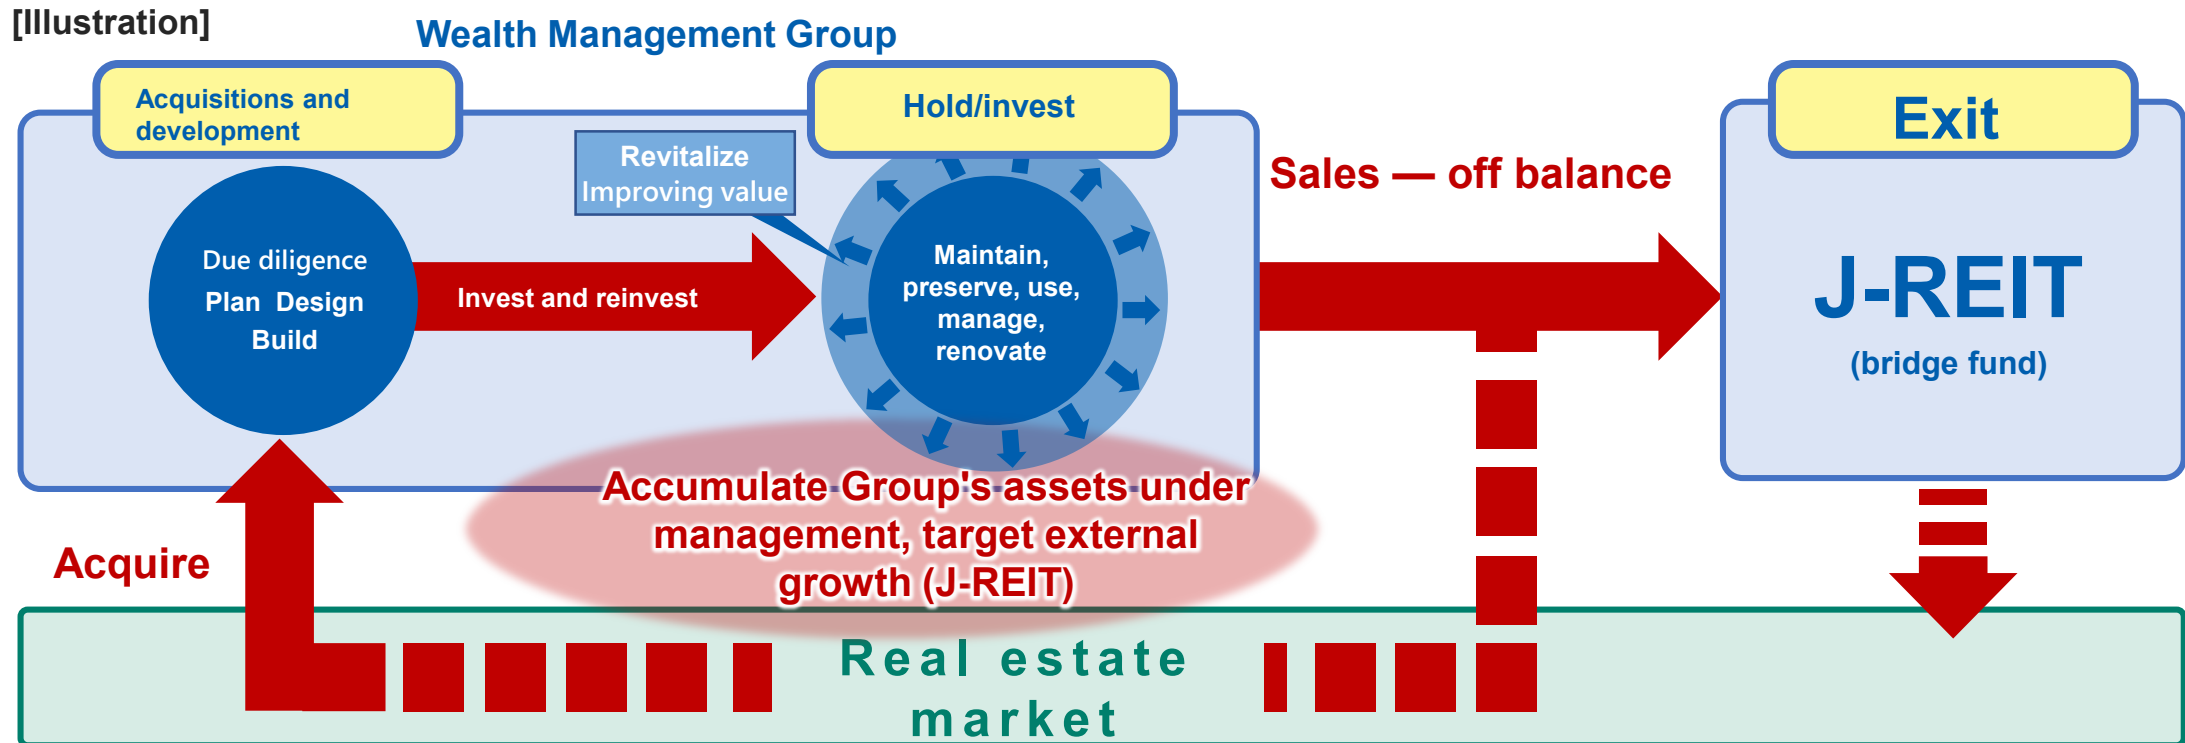 [Illustration]
Wealth Management Group
Acquisitions and
development
Hold/invest
Exit
Revitalize
Improving value
Sales — off balance
Due diligence
Plan Design
Build
Invest and reinvest
Maintain,
preserve, use,
manage,
renovate
J-REIT
(bridge fund)
Accumulate Group's assets under
management, target external
growth (J-REIT)
Acquire
Real estate
market